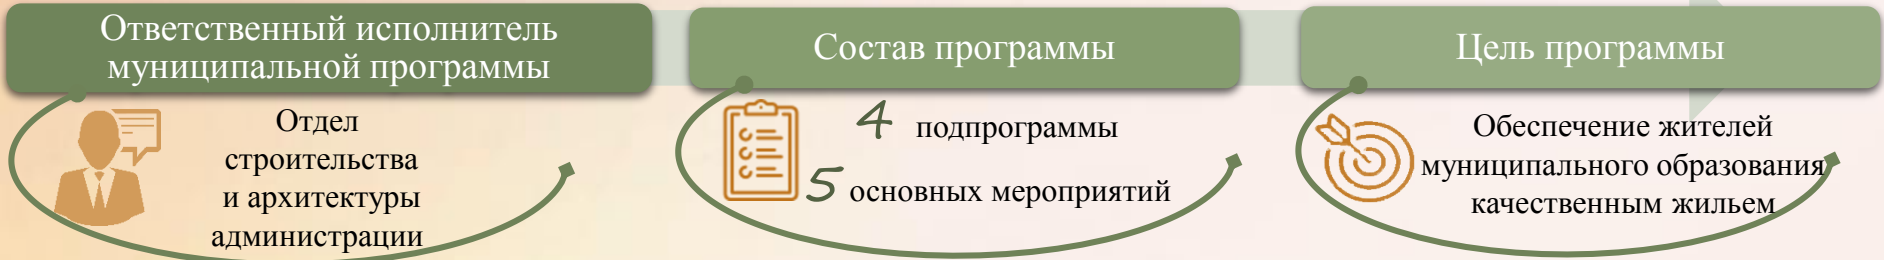 Ответственный исполнитель
муниципальной программы
Отдел
строительства
и архитектуры
администрации
Состав программы
4 подпрограммы
5 основных мероприятий
Цель программы
Обеспечение жителей
муниципального образования
качественным жильем